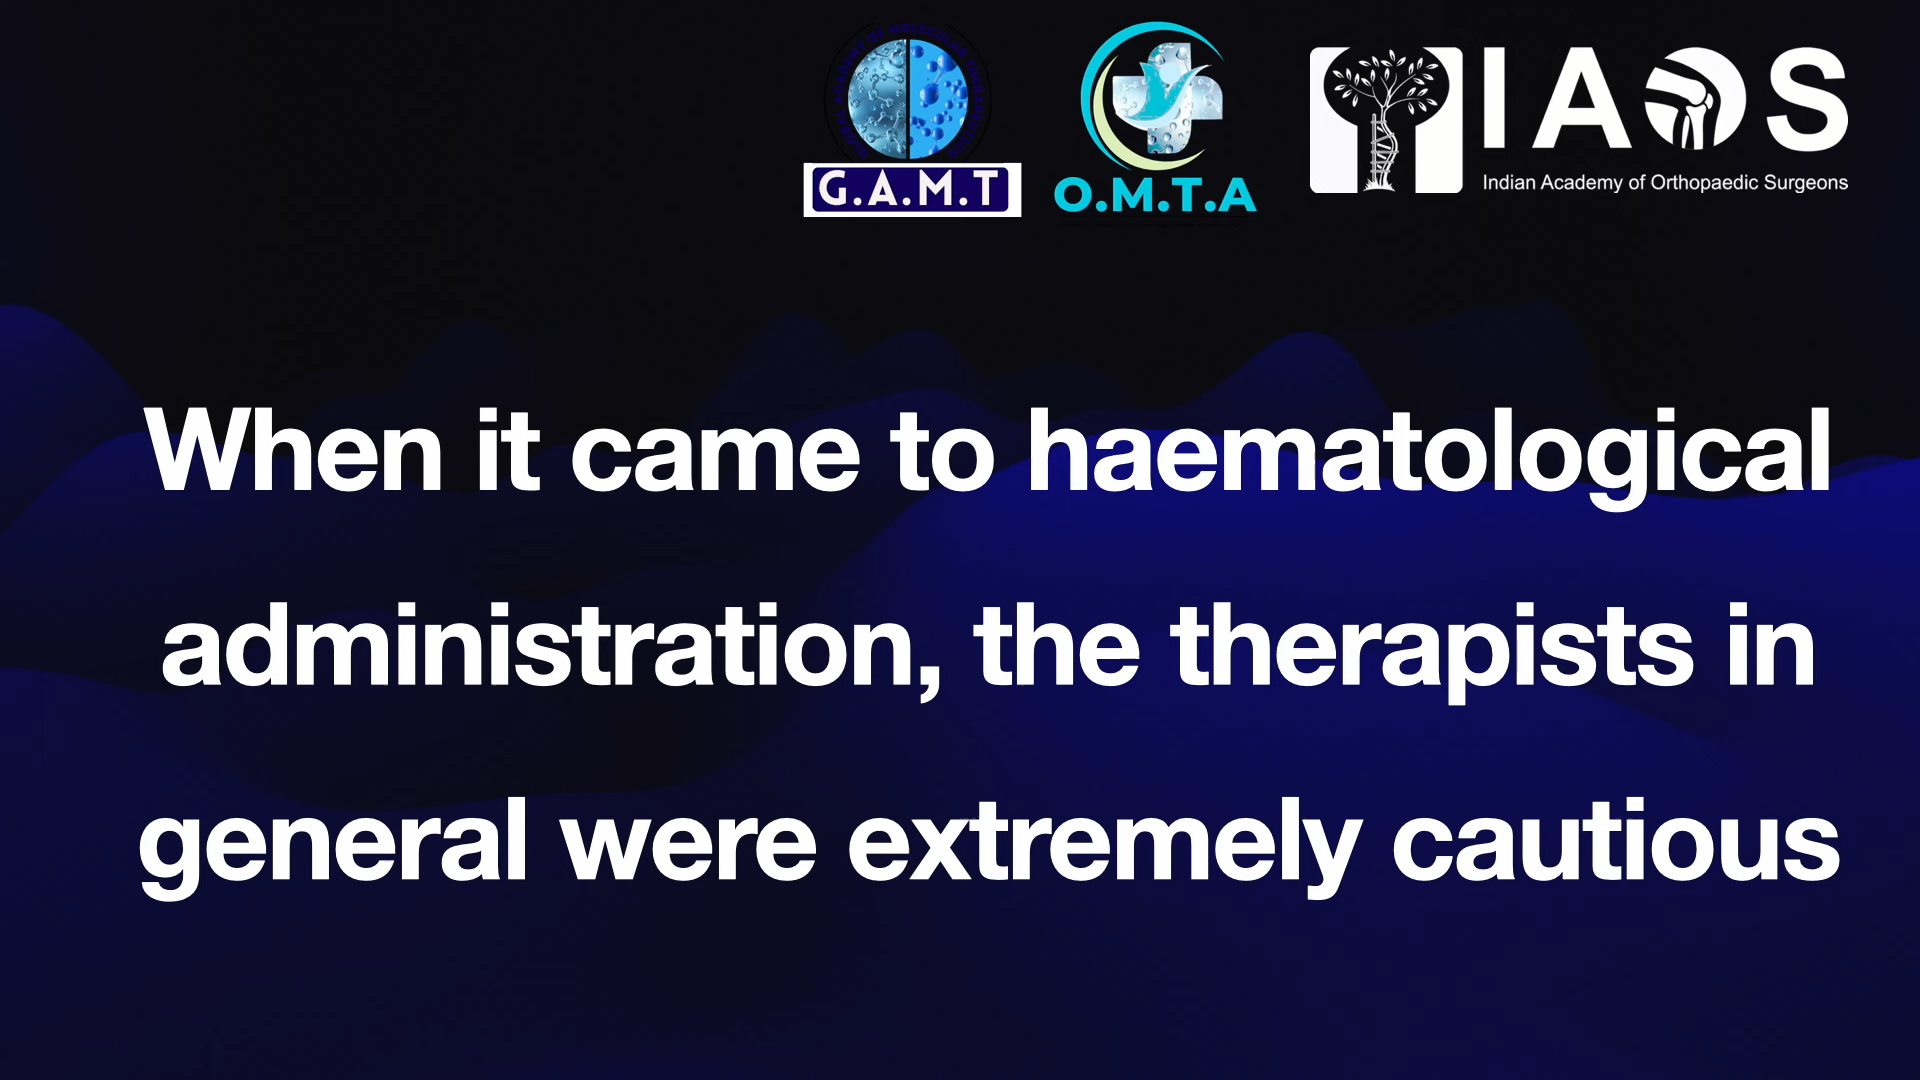 G.A.M.T
O.M.T.A
IAOS
Indian Academy of Orthopaedic Surgeons
When it came to haematological
administration, the therapists in
general were extremely cautious